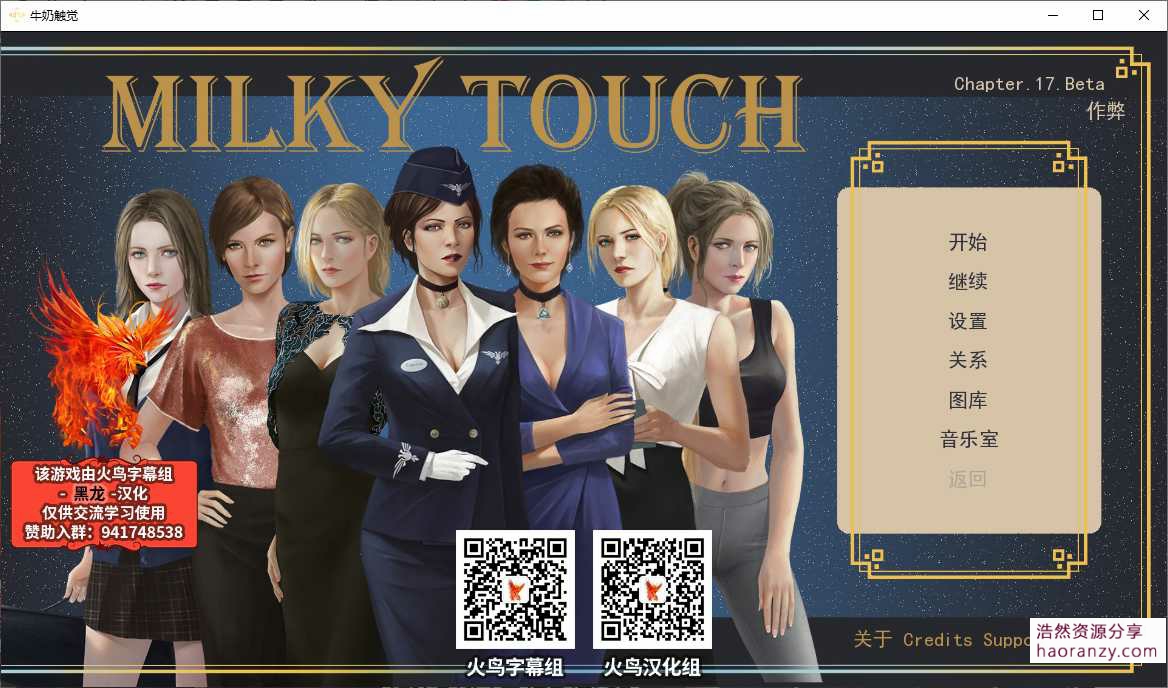 牛奶触觉
MILKY TOUCH
Chapter.17.Beta
作弊
开始
继续
设置
关系
图库
音乐室
返回
该游戏由火鸟字幕组
- 黑龙 -汉化
仅供交流学习使用
赞助入群：941748538
火鸟字幕组
火鸟汉化组
关于 Credits Suppo
浩然资源分享
haoranzy.com